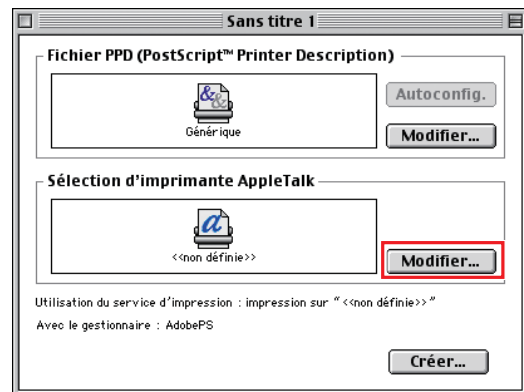 Sans titre 1
Fichier PPD (PostScript™ Printer Description)
Générique
Autoconfig.
Modifier...
Sélection d'imprimante AppleTalk
<<non définie>>
Modifier...
Utilisation du service d'impression : impression sur "<<non définie>>"
Avec le gestionnaire : AdobePS
Créer...